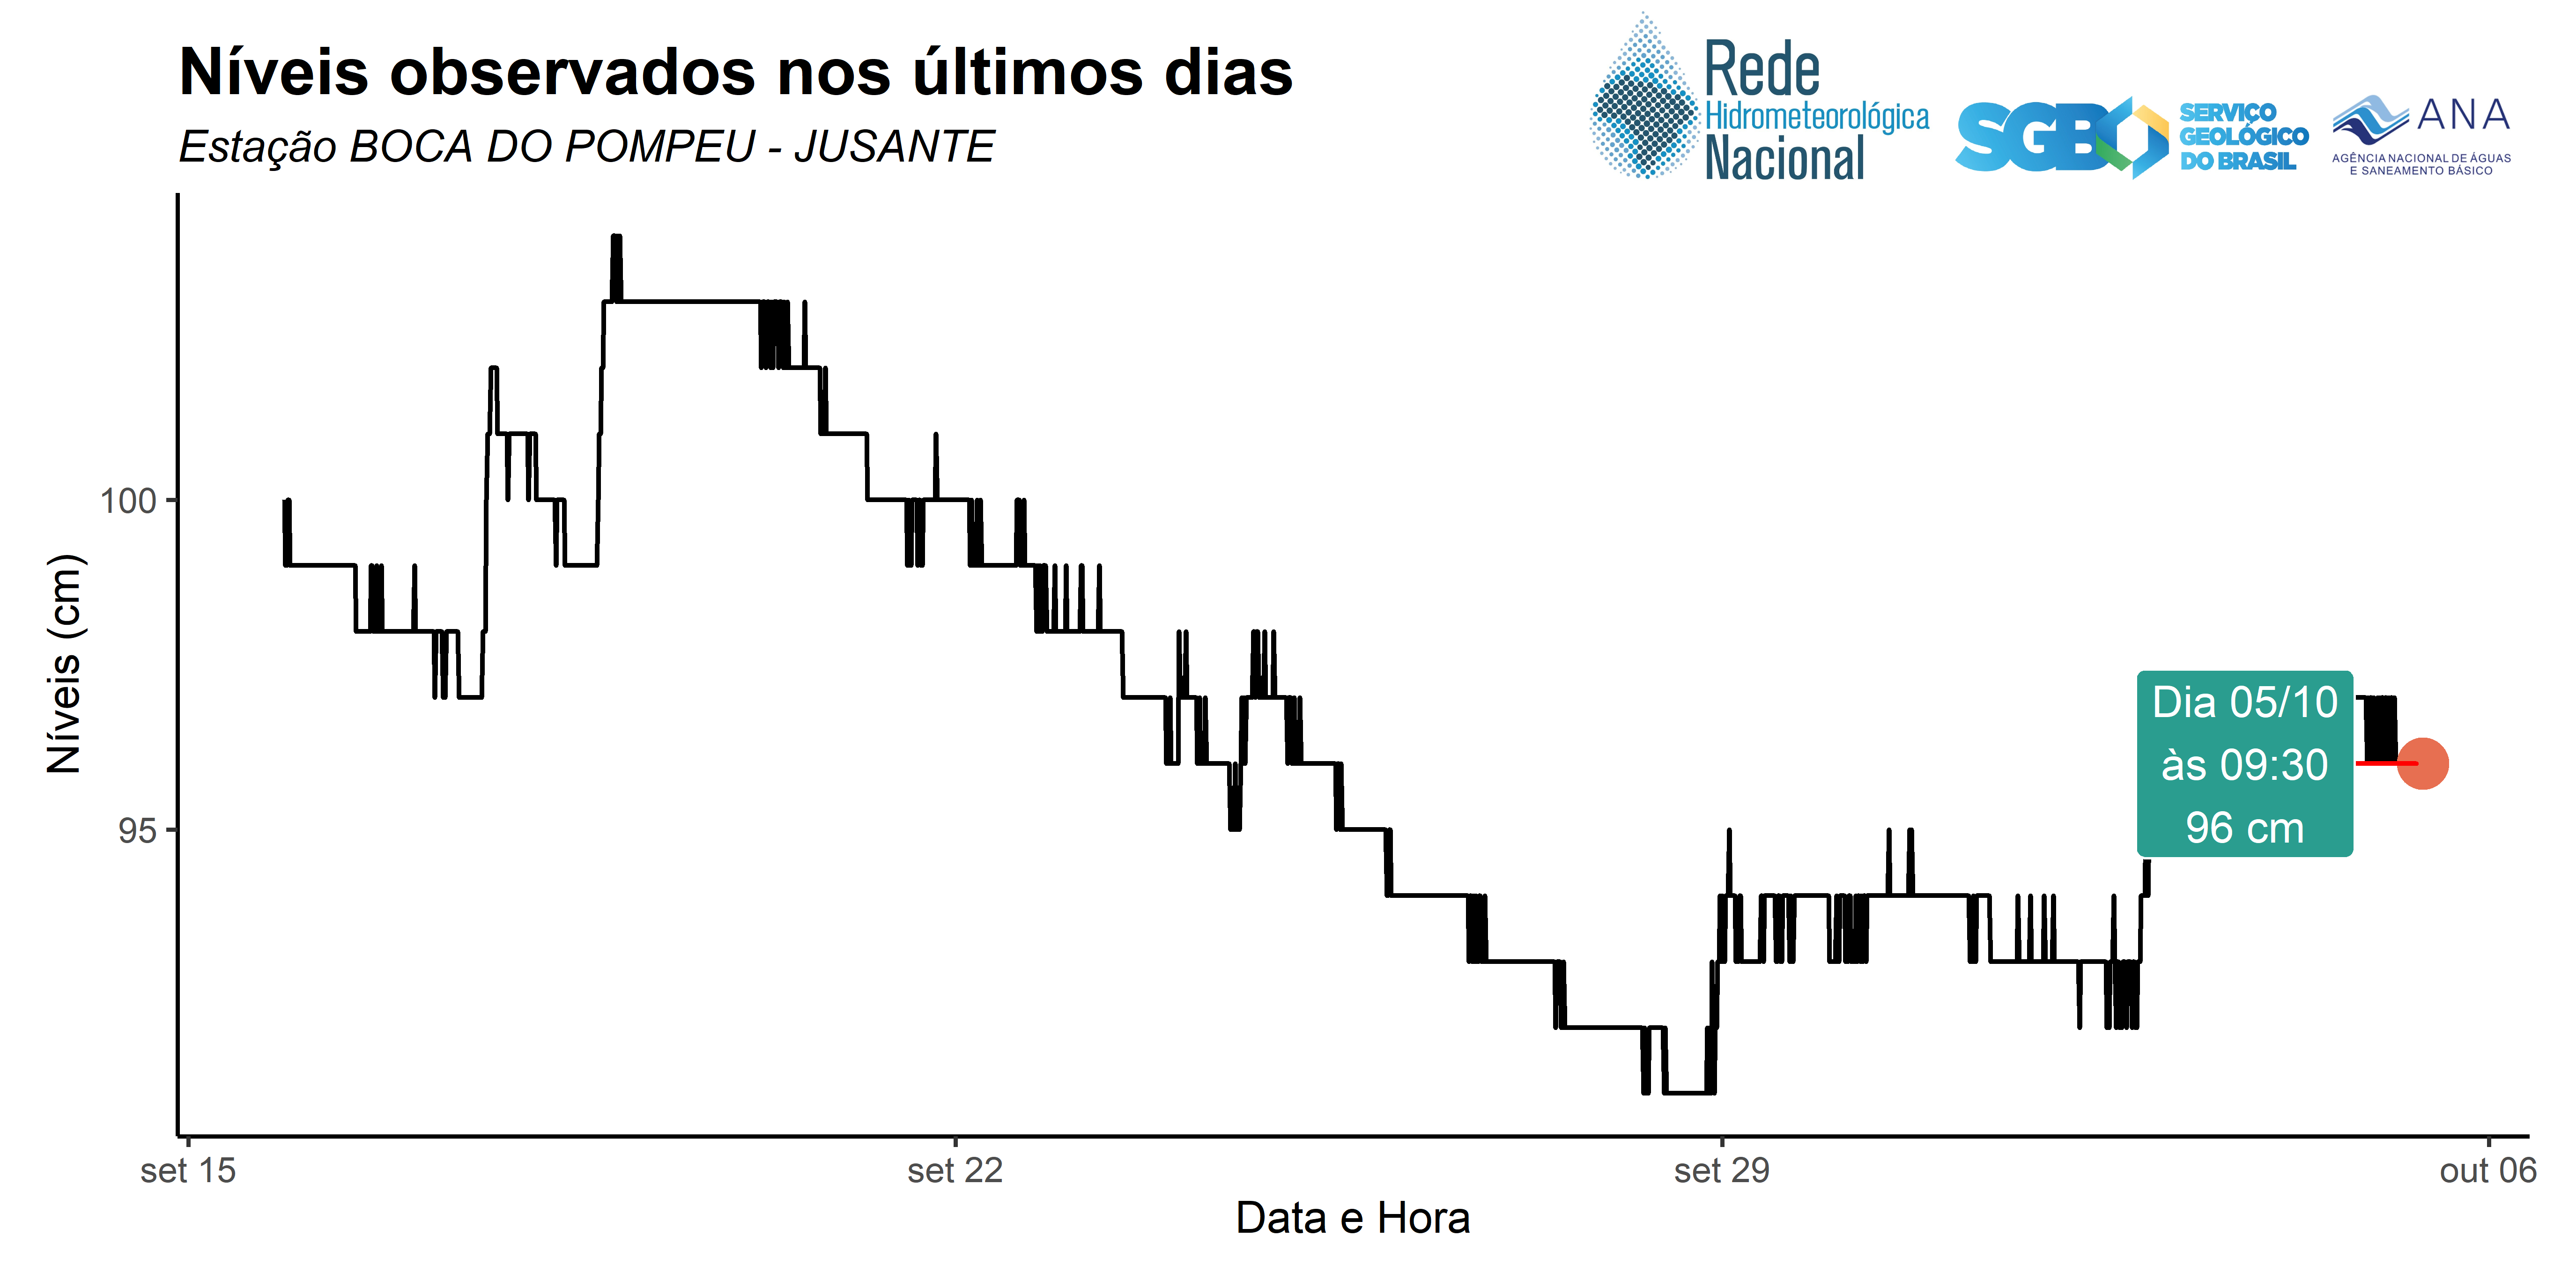 Níveis observados nos últimos dias
Estação BOCA DO POMPEU - JUSANTE
Rede
Hidrometeorológica
Nacional
SGB
SERVIÇO
GEOLÓGICO
DO BRASIL
ANA
AGÊNCIA NACIONAL DE ÁGUAS
E SANEAMENTO BÁSICO
Níveis (cm)
100
95
Dia 05/10
às 09:30
96 cm
set 15
set 22
set 29
out 06
Data e Hora